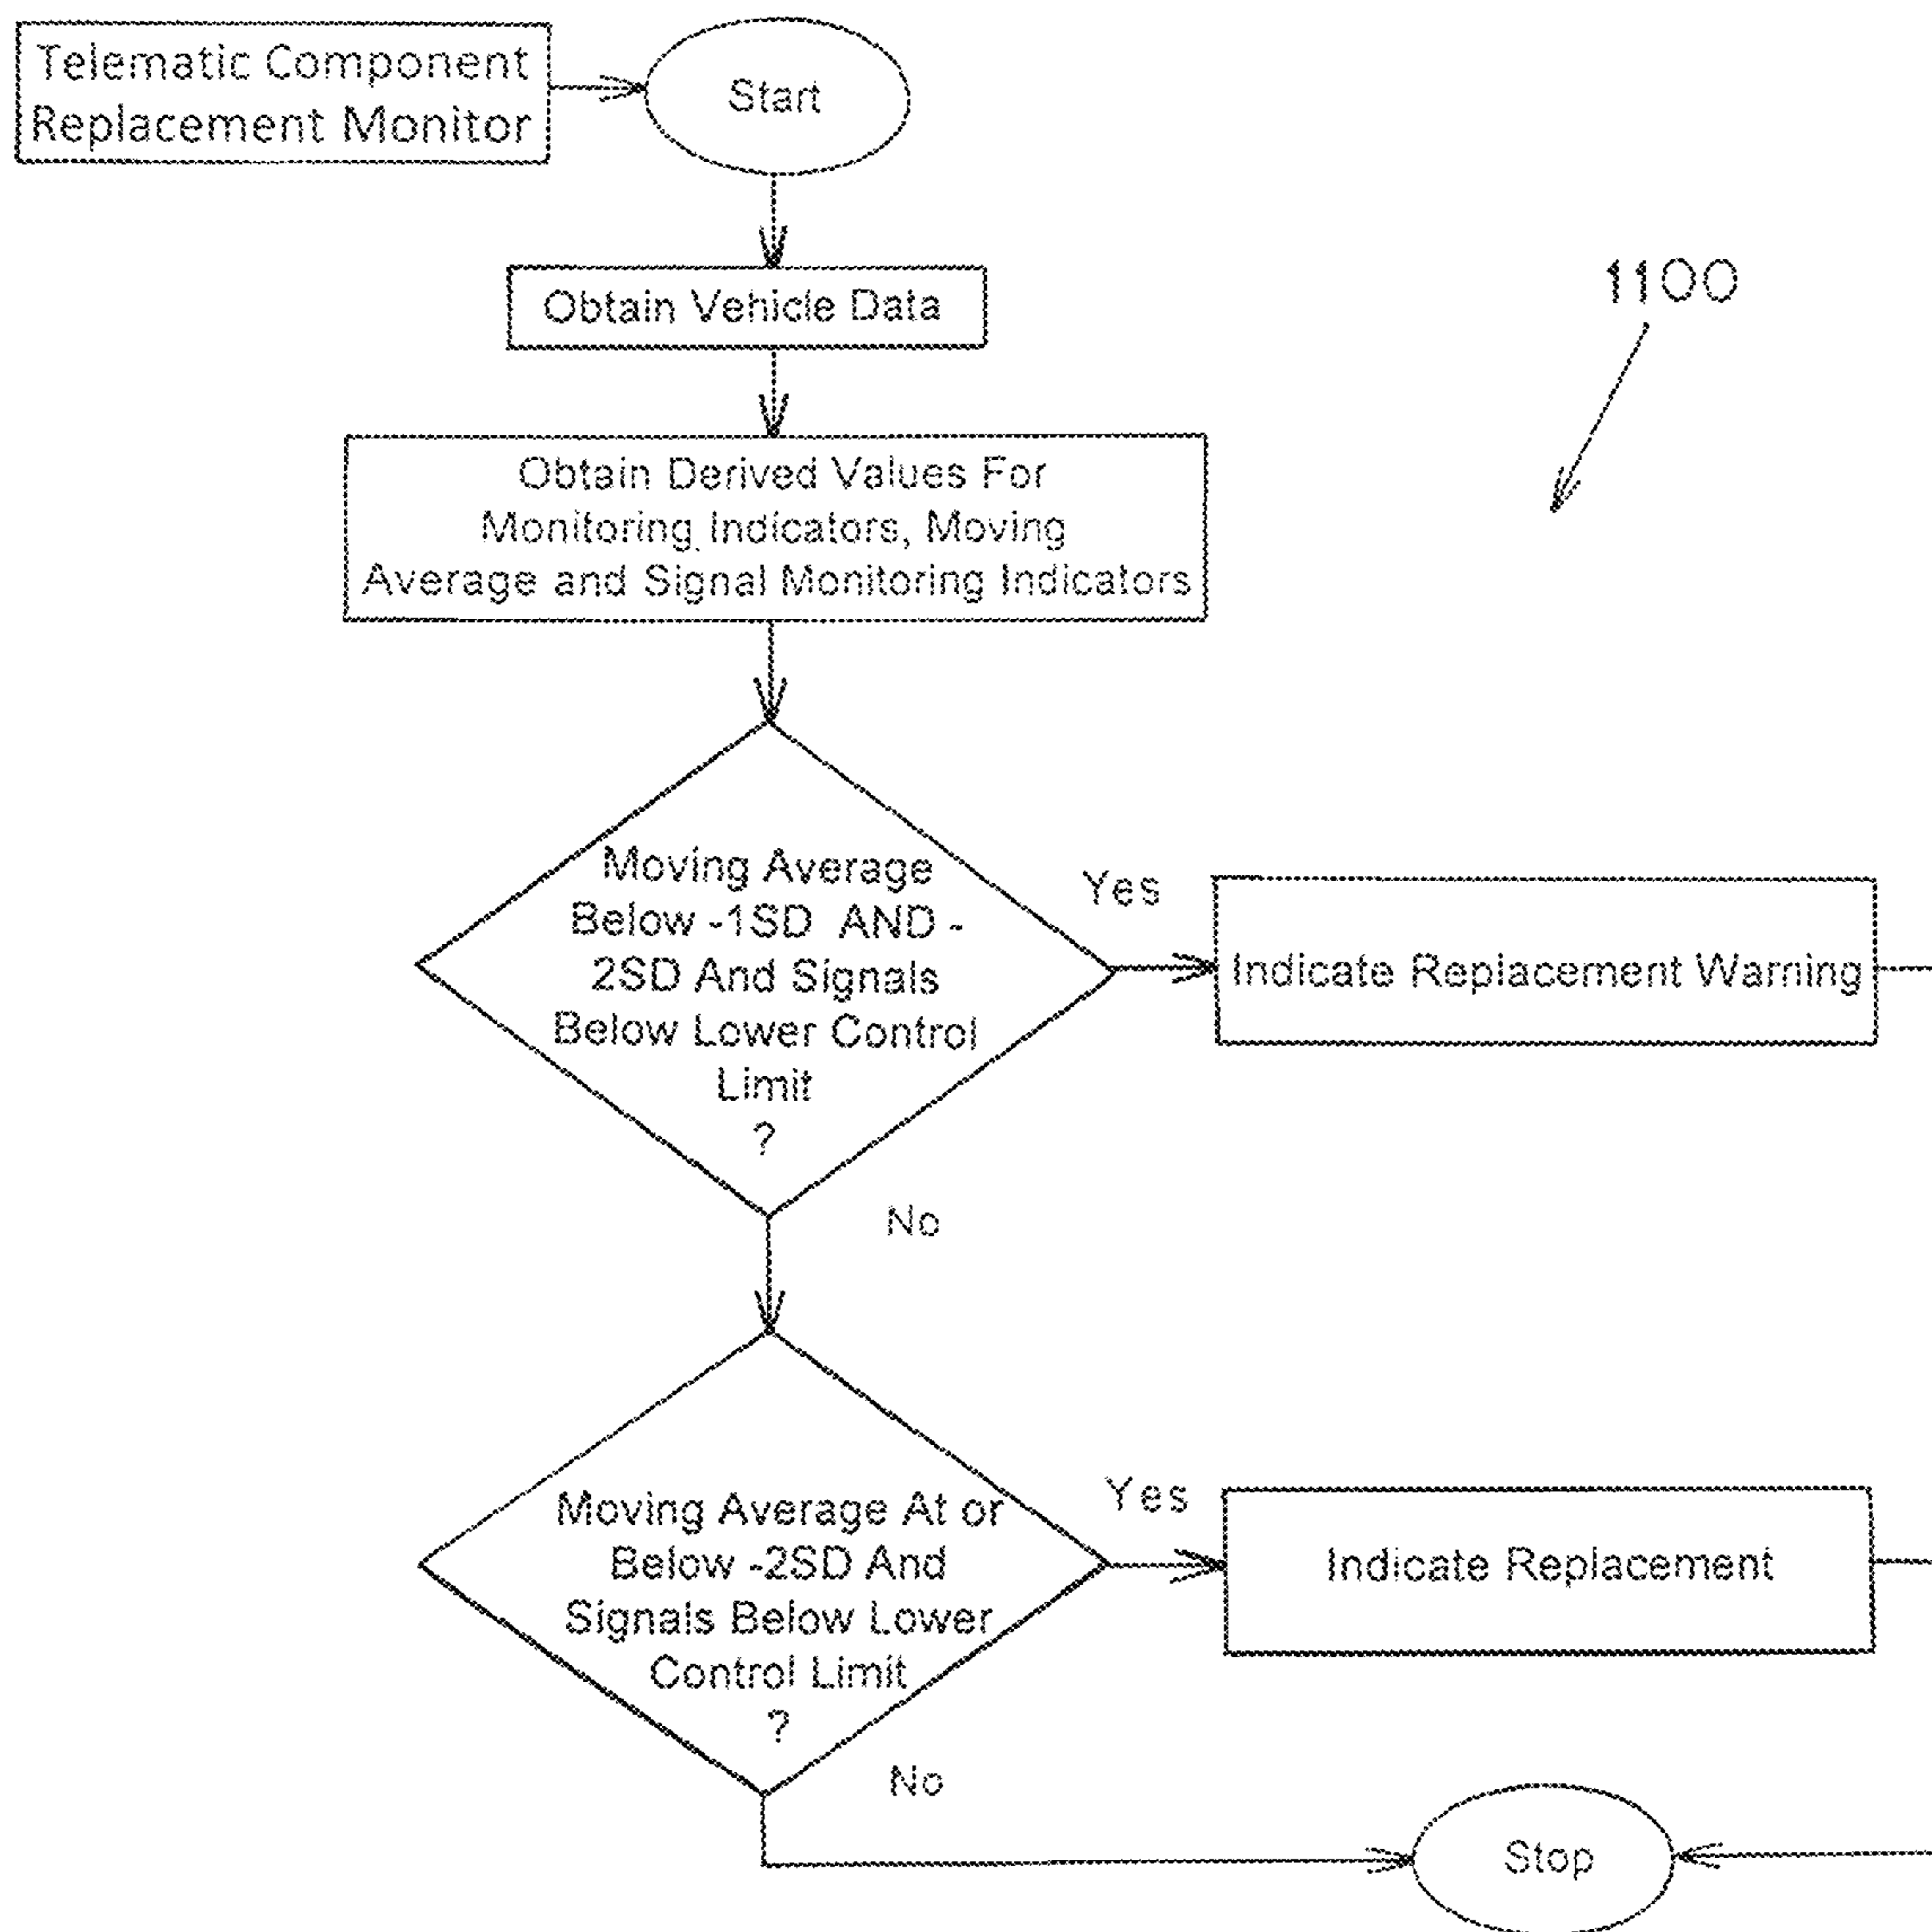 Telematic Component
Replacement Monitor
Start
Obtain Vehicle Data
1100
Obtain Derived Values For
Monitoring Indicators, Moving
Average and Signal Monitoring Indicators
Moving Average
Below -1SD AND -
2SD And Signals
Below Lower Control
Limit
?
Yes
Indicate Replacement Warning
No
Moving Average At or
Below -2SD And
Signals Below Lower
Control Limit
?
Yes
Indicate Replacement
No
Stop